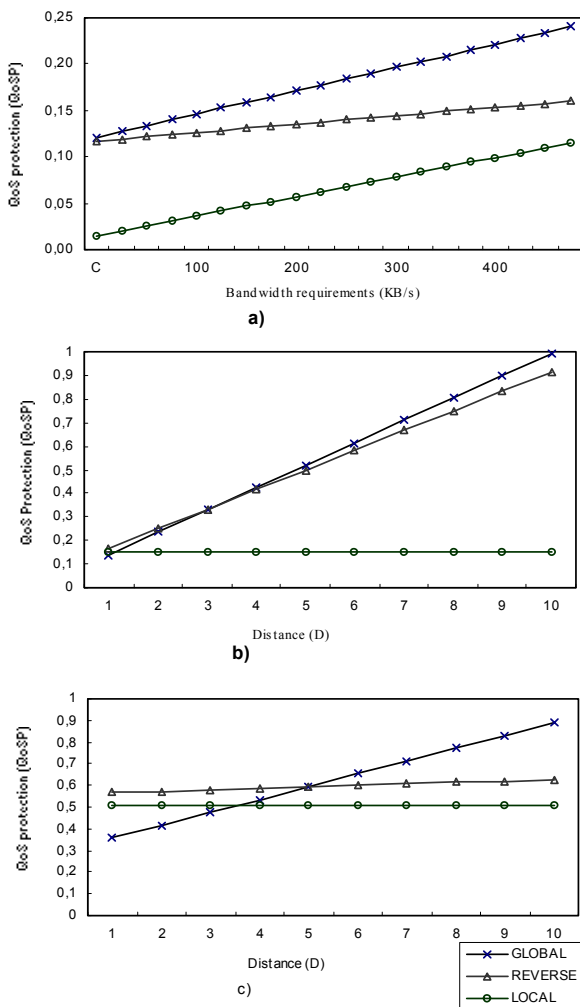 0,25
0,20
0,15
0,10
0,05
0,00
QoS protection (QoSP)
C 100 200 300 400
Bandwidth requirements (KB/s)
a)
1
0,9
0,8
0,7
0,6
0,5
0,4
0,3
0,2
0,1
0
QoS Protection (QoSP)
1 2 3 4 5 6 7 8 9 10
Distance (D)
b)
1
0,9
0,8
0,7
0,6
0,5
0,4
0,3
0,2
0,1
0
QoS protection (QoSP)
1 2 3 4 5 6 7 8 9 10
Distance (D)
c)
GLOBAL
REVERSE
LOCAL